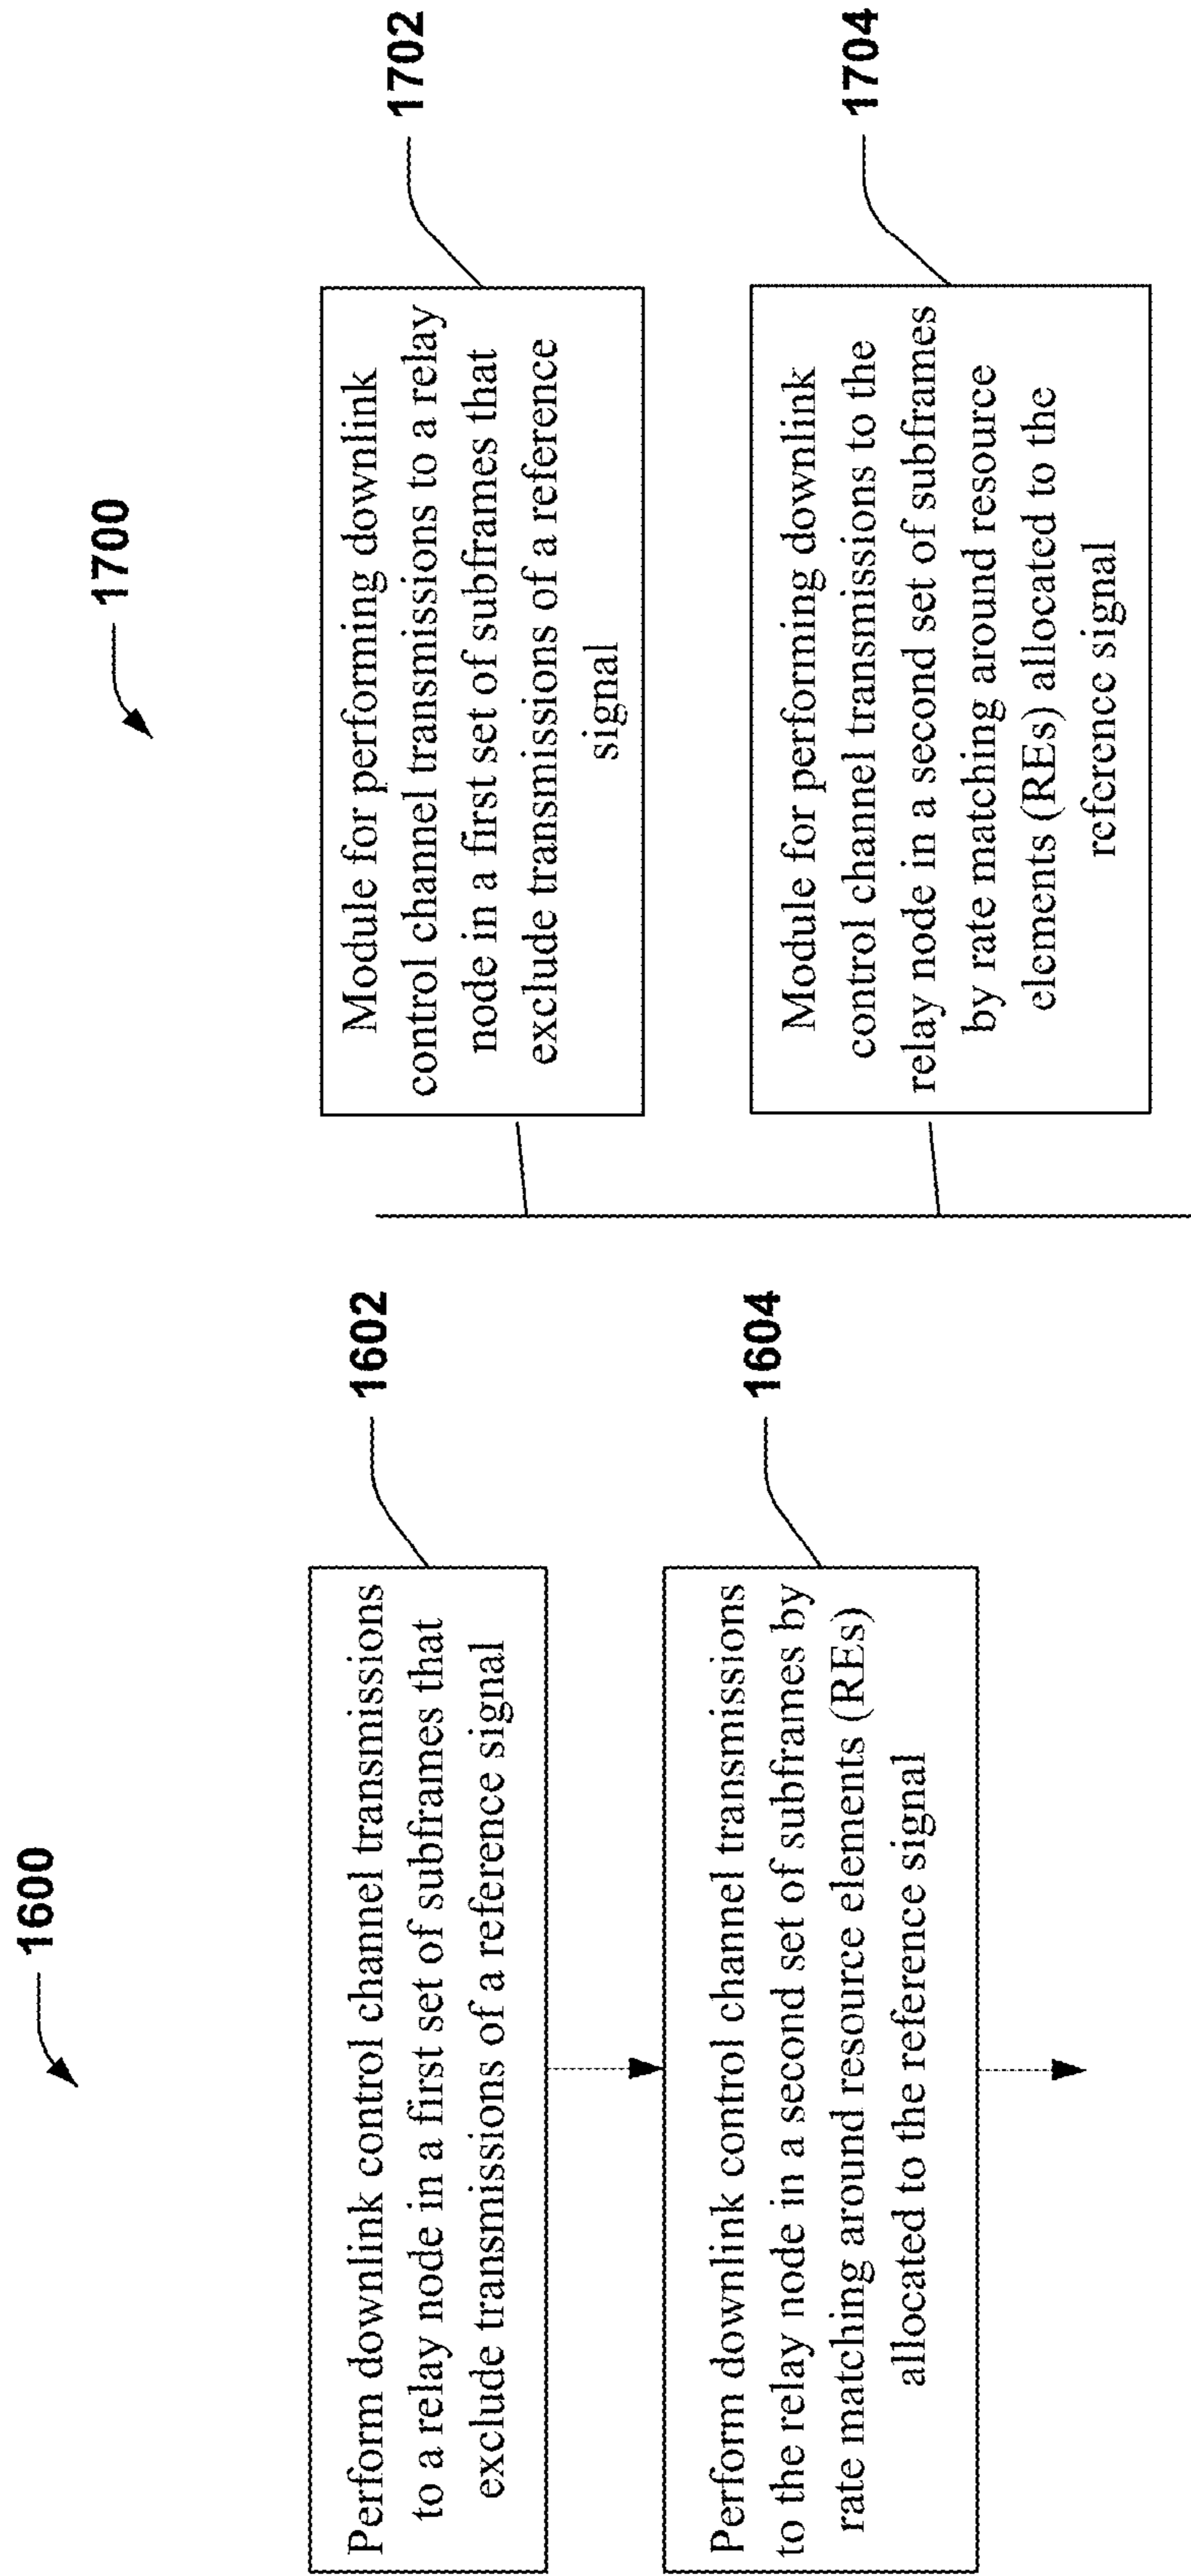 1600
Perform downlink control channel transmissions
to a relay node in a first set of subframes that
exclude transmissions of a reference signal
1602
Perform downlink control channel transmissions
to the relay node in a second set of subframes by
rate matching around resource elements (REs)
allocated to the reference signal
1604
1700
Module for performing downlink
control channel transmissions to a relay
node in a first set of subframes that
exclude transmissions of a reference
signal
1702
Module for performing downlink
control channel transmissions to the
relay node in a second set of subframes
by rate matching around resource
elements (REs) allocated to the
reference signal
1704